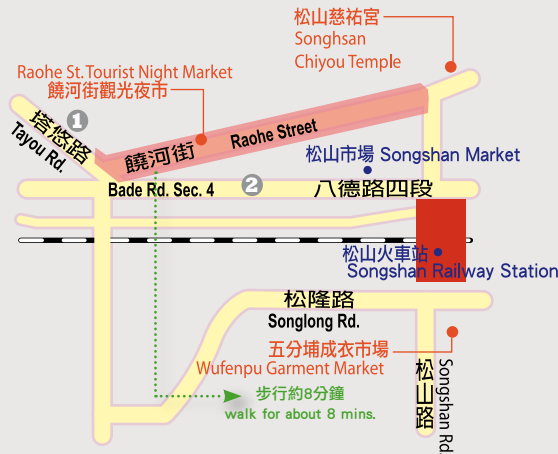 松山慈祐宮
Songhsan
Chiyou Temple
Raohe St. Tourist Night Market
饒河街觀光夜市
1
塔悠路
Tayou Rd.
饒河街
Raohe Street
松山市場 Songshan Market
Bade Rd. Sec. 4
2
八德路四段
松山火車站
Songshan Railway Station
松隆路
Songlong Rd.
五分埔成衣市場
Wufenpu Garment Market
松山路
Songshan Rd.
步行約8分鐘
walk for about 8 mins.